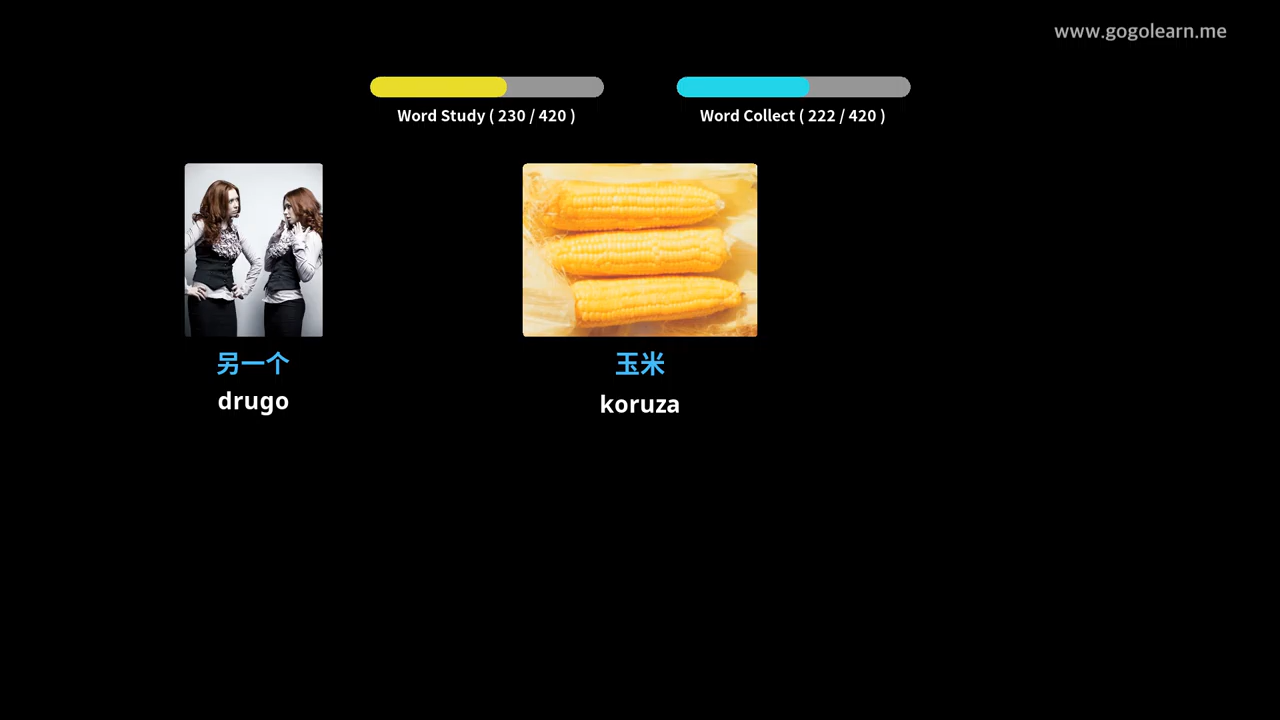 www.gogolearn.me
Word Study ( 230 / 420 )
Word Collect ( 222 / 420 )
另一个
drugo
玉米
koruza